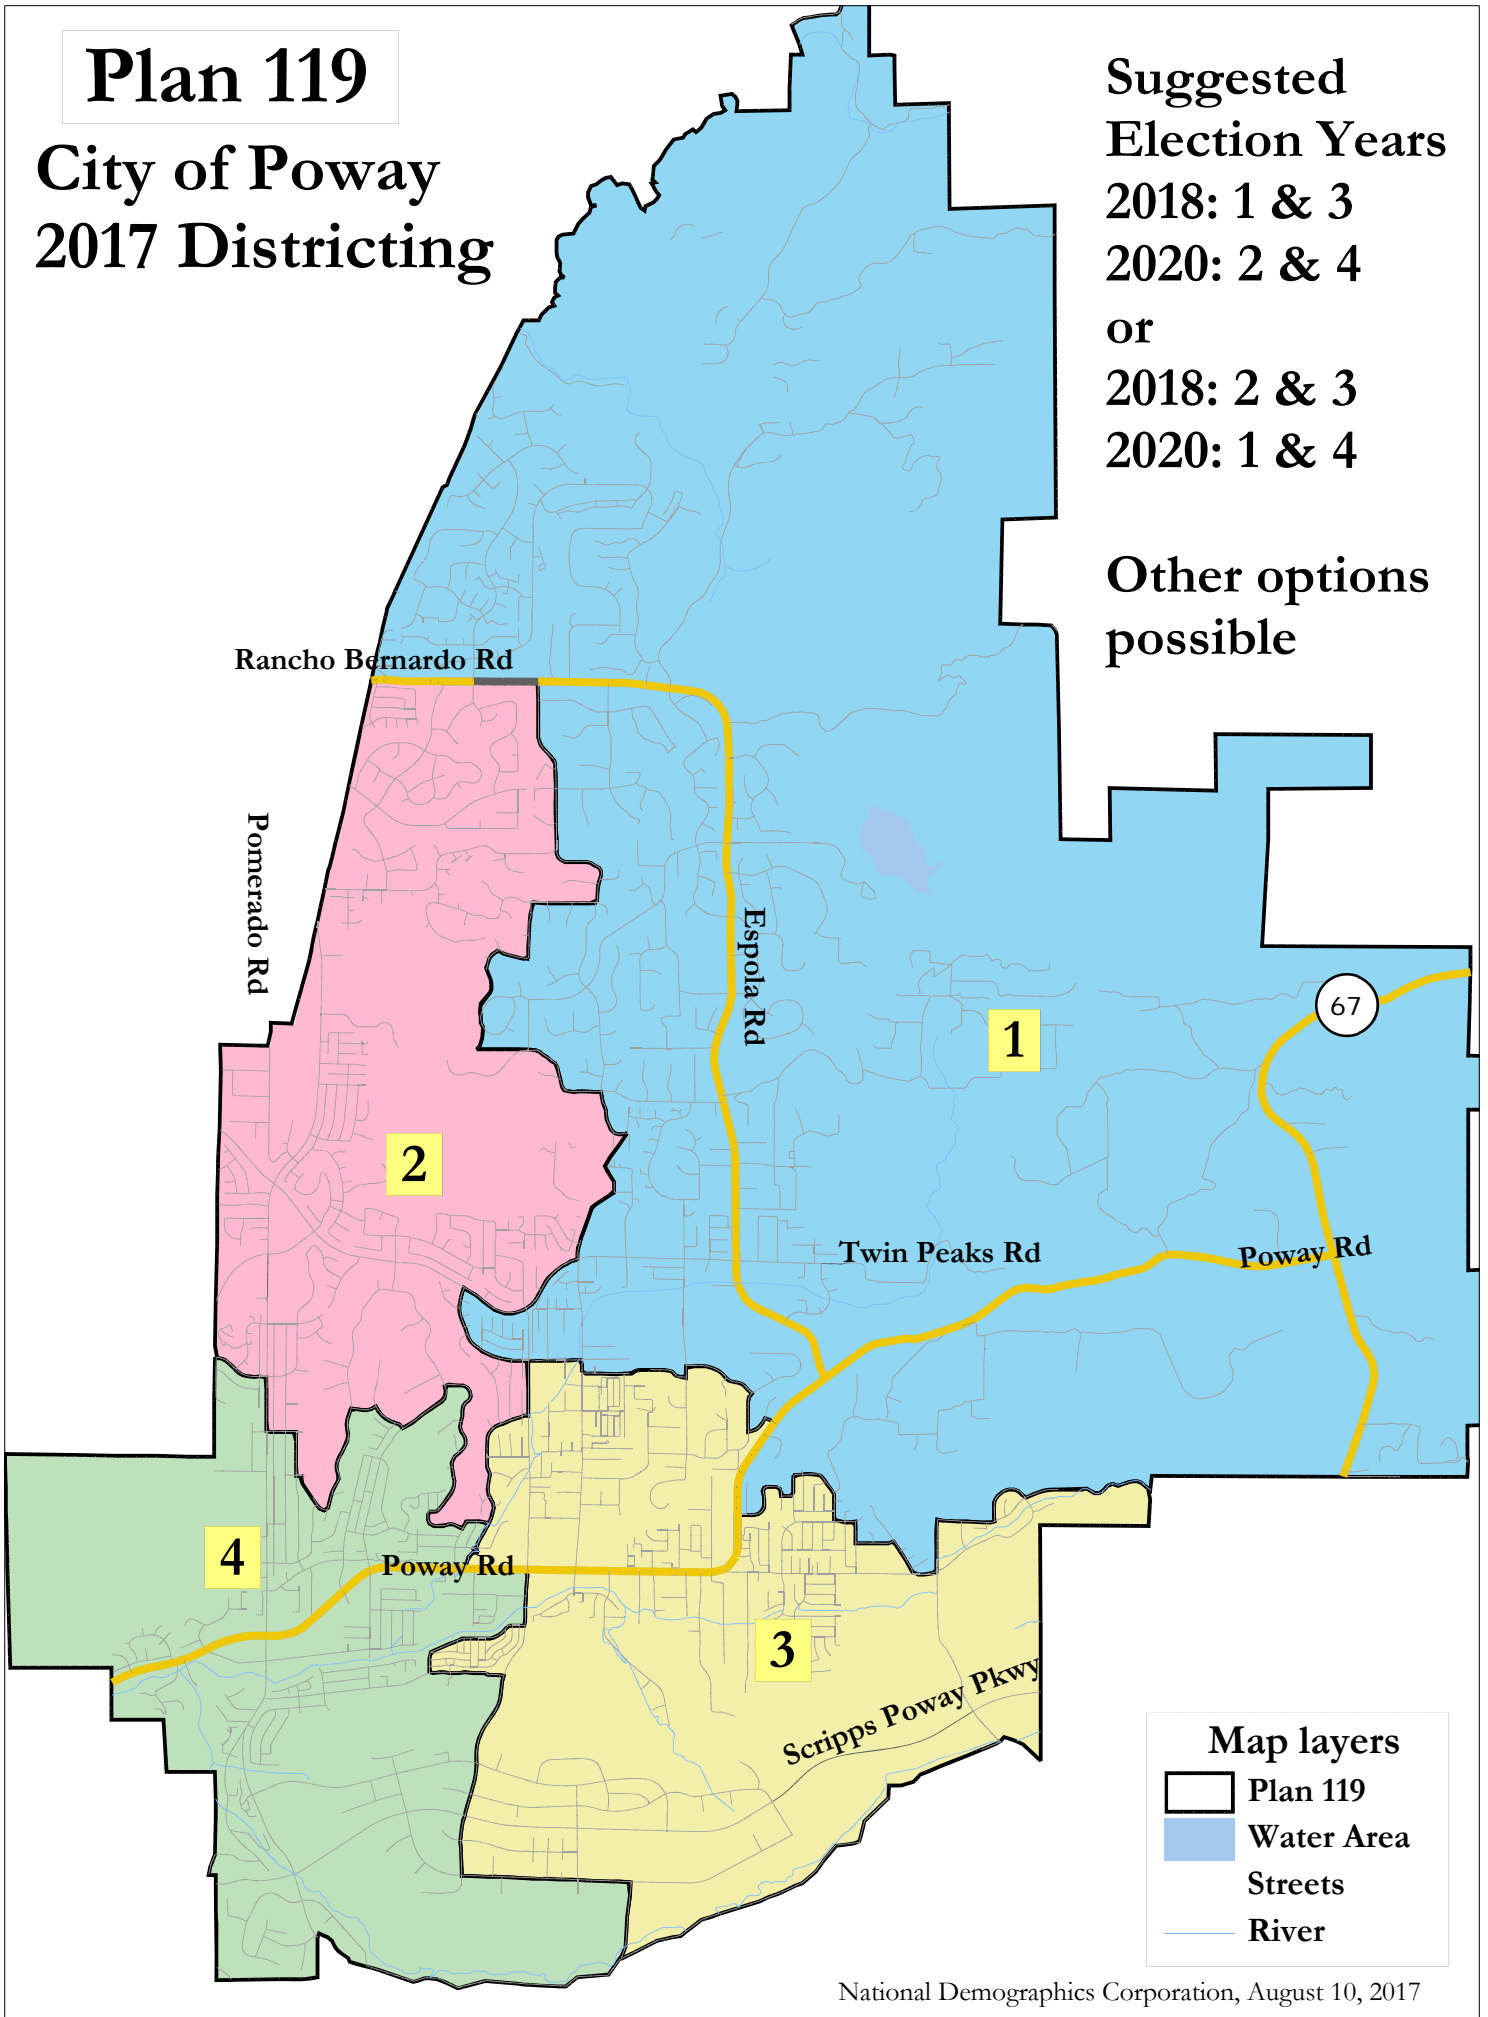 Plan 119
City of Poway
2017 Districting
Suggested
Election Years
2018: 1 & 3
2020: 2 & 4
or
2018: 2 & 3
2020: 1 & 4
Other options
possible
Rancho Bernardo Rd
Pomerado Rd
Espola Rd
67
1
2
Twin Peaks Rd
Poway Rd
4
Poway Rd
3
Scripps Poway Pkwy
Map layers
Plan 119
Water Area
Streets
River
National Demographics Corporation, August 10, 2017